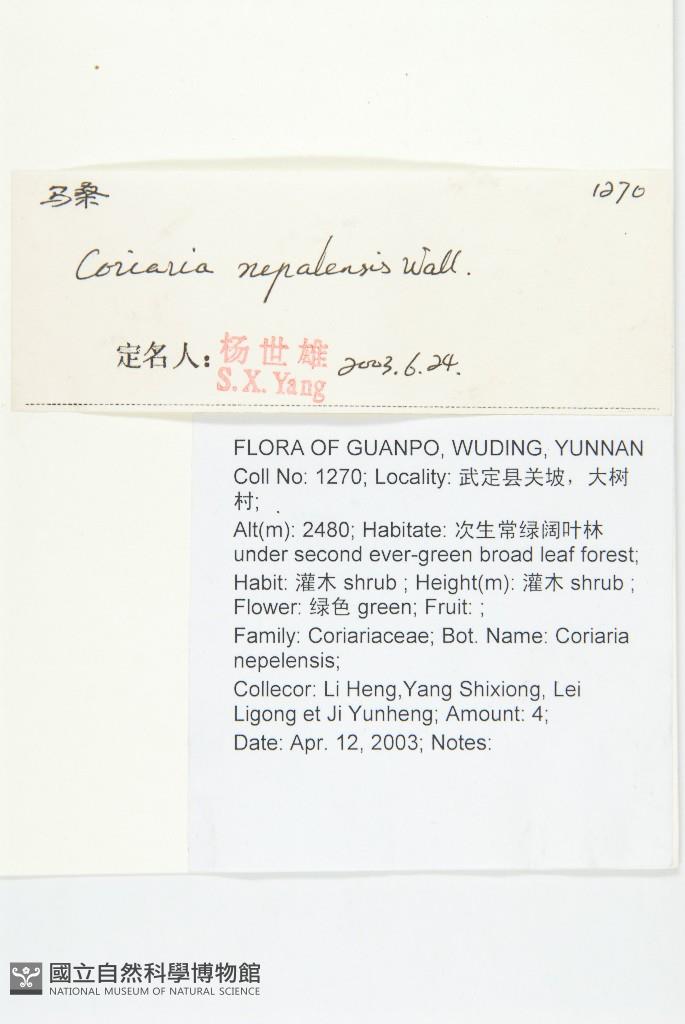 马桑 1270
Coriaria nepalensis Wall.
定名人：杨世雄 2003.6.24.
S.X. Yang
FLORA OF GUANPO, WUDING, YUNNAN
Coll No: 1270; Locality: 武定县关坡，大树
村;
Alt(m): 2480; Habitate: 次生常绿阔叶林
under second ever-green broad leaf forest;
Habit: 灌木 shrub ; Height(m): 灌木 shrub ;
Flower: 绿色 green; Fruit: ;
Family: Coriariaceae; Bot. Name: Coriaria
nepelensis;
Collecor: Li Heng,Yang Shixiong, Lei
Ligong et Ji Yunheng; Amount: 4;
Date: Apr. 12, 2003; Notes:
國立自然科學博物館
NATIONAL MUSEUM OF NATURAL SCIENCE